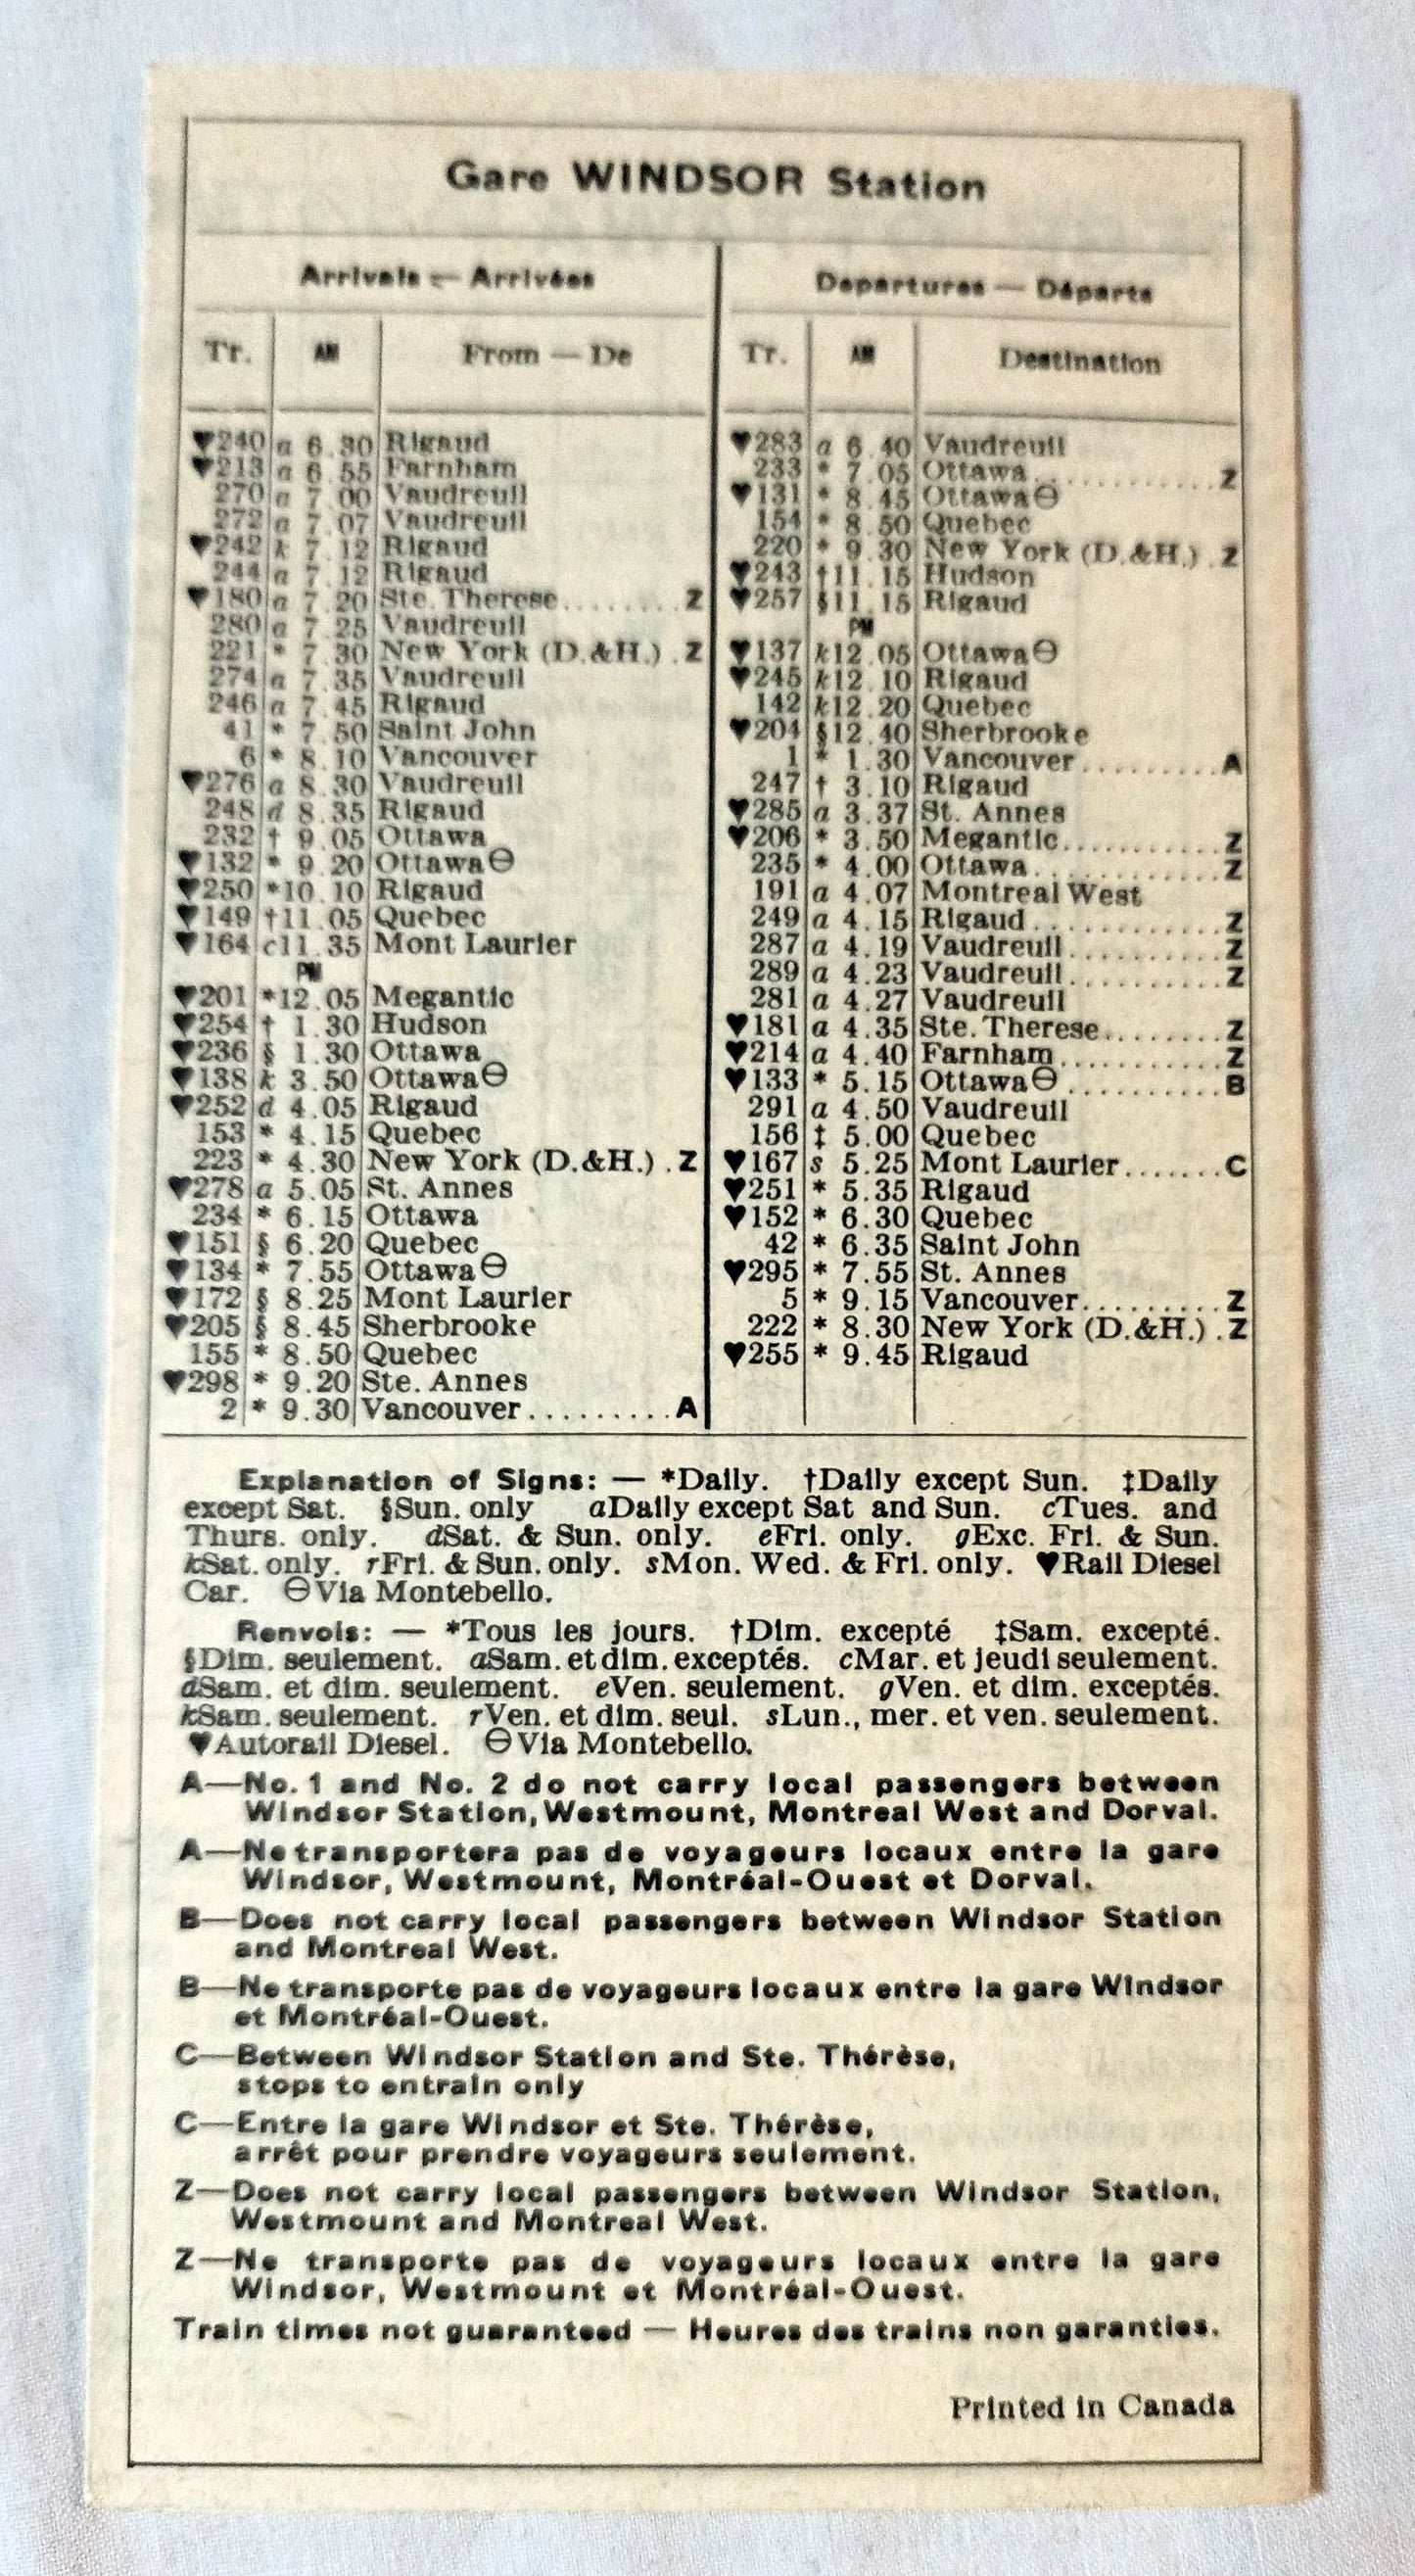 Gare WINDSOR Station
Arrivals — Arrivées
Tr. AM From — De
♥240 a 6.30 Rigaud
♥213 a 6.55 Farnham
270 a 7.00 Vaudreuil
272 a 7.07 Vaudreuil
♥242 k 7.12 Rigaud
244 a 7.12 Rigaud
♥180 a 7.20 Ste. Therese........Z
280 a 7.25 Vaudreuil
221 * 7.30 New York (D.&H.).Z
274 a 7.35 Vaudreuil
246 a 7.45 Rigaud
41 * 7.50 Saint John
6 * 8.10 Vancouver
♥276 a 8.30 Vaudreuil
248 d 8.35 Rigaud
232 † 9.05 Ottawa
♥132 * 9.20 Ottawa⊖
♥250 *10.10 Rigaud
♥149 †11.05 Quebec
♥164 c11.35 Mont Laurier
PM
♥201 *12.05 Megantic
♥254 † 1.30 Hudson
♥236 § 1.30 Ottawa
♥138 k 3.50 Ottawa⊖
♥252 d 4.05 Rigaud
153 * 4.15 Quebec
223 * 4.30 New York (D.&H.).Z
♥278 a 5.05 St. Annes
234 * 6.15 Ottawa
♥151 § 6.20 Quebec
♥134 * 7.55 Ottawa⊖
♥172 § 8.25 Mont Laurier
♥205 § 8.45 Sherbrooke
155 * 8.50 Quebec
♥298 * 9.20 Ste. Annes
2 * 9.30 Vancouver.........A
Departures — Départs
Tr. AM Destination
♥283 a 6.40 Vaudreuil
233 * 7.05 Ottawa...........Z
♥131 * 8.45 Ottawa⊖
154 * 8.50 Quebec
220 * 9.30 New York (D.&H.).Z
♥243 †11.15 Hudson
♥257 §11.15 Rigaud
PM
♥137 k12.05 Ottawa⊖
♥245 k12.10 Rigaud
142 k12.20 Quebec
♥204 §12.40 Sherbrooke
1 * 1.30 Vancouver.........A
247 † 3.10 Rigaud
♥285 a 3.37 St. Annes
♥206 * 3.50 Megantic..........Z
235 * 4.00 Ottawa............Z
191 a 4.07 Montreal West
249 a 4.15 Rigaud............Z
287 a 4.19 Vaudreuil.........Z
289 a 4.23 Vaudreuil.........Z
281 a 4.27 Vaudreuil
♥181 a 4.35 Ste. Therese.......Z
♥214 a 4.40 Farnham..........Z
♥133 * 5.15 Ottawa⊖..........B
291 a 4.50 Vaudreuil
156 ‡ 5.00 Quebec
♥167 s 5.25 Mont Laurier......C
♥251 * 5.35 Rigaud
♥152 * 6.30 Quebec
42 * 6.35 Saint John
♥295 * 7.55 St. Annes
5 * 9.15 Vancouver.........Z
222 * 8.30 New York (D.&H.).Z
♥255 * 9.45 Rigaud
Explanation of Signs: — *Daily. †Daily except Sun. ‡Daily
except Sat. §Sun. only aDaily except Sat and Sun. cTues. and
Thurs. only. dSat. & Sun. only. eFri. only. gExc. Fri. & Sun.
kSat. only. rFri. & Sun. only. sMon. Wed. & Fri. only. ♥Rail Diesel
Car. ⊖Via Montebello.
Renvois: — *Tous les jours. †Dim. excepté ‡Sam. excepté.
§Dim. seulement. aSam. et dim. exceptés. cMar. et jeudi seulement.
dSam. et dim. seulement. eVen. seulement. gVen. et dim. exceptés.
kSam. seulement. rVen. et dim. seul. sLun., mer. et ven. seulement.
♥Autorail Diesel. ⊖Via Montebello.
A—No. 1 and No. 2 do not carry local passengers between
Windsor Station, Westmount, Montreal West and Dorval.
A—Ne transportera pas de voyageurs locaux entre la gare
Windsor, Westmount, Montréal-Ouest et Dorval.
B—Does not carry local passengers between Windsor Station
and Montreal West.
B—Ne transporte pas de voyageurs locaux entre la gare Windsor
et Montréal-Ouest.
C—Between Windsor Station and Ste. Thérèse,
stops to entrain only
C—Entre la gare Windsor et Ste. Thérèse,
arrêt pour prendre voyageurs seulement.
Z—Does not carry local passengers between Windsor Station,
Westmount and Montreal West.
Z—Ne transporte pas de voyageurs locaux entre la gare
Windsor, Westmount et Montréal-Ouest.
Train times not guaranteed — Heures des trains non garanties.
Printed in Canada